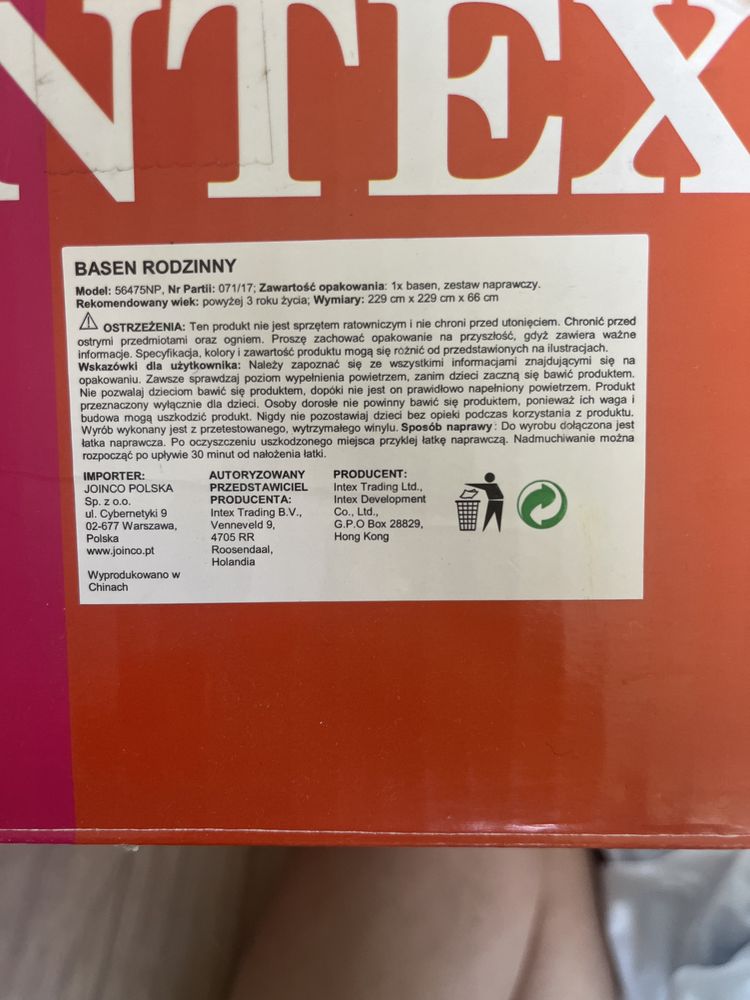 NTEX
BASEN RODZINNY
Model: 56475NP, Nr Partii: 071/17; Zawartość opakowania: 1x basen, zestaw naprawczy.
Rekomendowany wiek: powyżej 3 roku życia; Wymiary: 229 cm x 229 cm x 66 cm
OSTRZEŻENIA: Ten produkt nie jest sprzętem ratowniczym i nie chroni przed utonięciem. Chronić przed
ostrymi przedmiotami oraz ogniem. Proszę zachować opakowanie na przyszłość, gdyż zawiera ważne
informacje. Specyfikacja, kolory i zawartość produktu mogą się różnić od przedstawionych na ilustracjach.
Wskazówki dla użytkownika: Należy zapoznać się ze wszystkimi informacjami znajdującymi się na
opakowaniu. Zawsze sprawdzaj poziom wypełnienia powietrzem, zanim dzieci zaczną się bawić produktem.
Nie pozwalaj dzieciom bawić się produktem, dopóki nie jest on prawidłowo napełniony powietrzem. Produkt
przeznaczony wyłącznie dla dzieci. Osoby dorosłe nie powinny bawić się produktem, ponieważ ich waga i
budowa mogą uszkodzić produkt. Nigdy nie pozostawiaj dzieci bez opieki podczas korzystania z produktu.
Wyrób wykonany jest z przetestowanego, wytrzymałego winylu. Sposób naprawy: Do wyrobu dołączona jest
łatka naprawcza. Po oczyszczeniu uszkodzonego miejsca przyklej łatkę naprawczą. Nadmuchiwanie można
rozpocząć po upływie 30 minut od nałożenia łatki.
IMPORTER:
JOINCO POLSKA
Sp. z o.o.
ul. Cybernetyki 9
02-677 Warszawa,
Polska
www.joinco.pt
Wyprodukowano w
Chinach
AUTORYZOWANY
PRZEDSTAWICIEL
PRODUCENTA:
Intex Trading B.V.,
Venneveld 9,
4705 RR
Roosendaal,
Holandia
PRODUCENT:
Intex Trading Ltd.,
Intex Development
Co., Ltd.,
G.P.O Box 28829,
Hong Kong